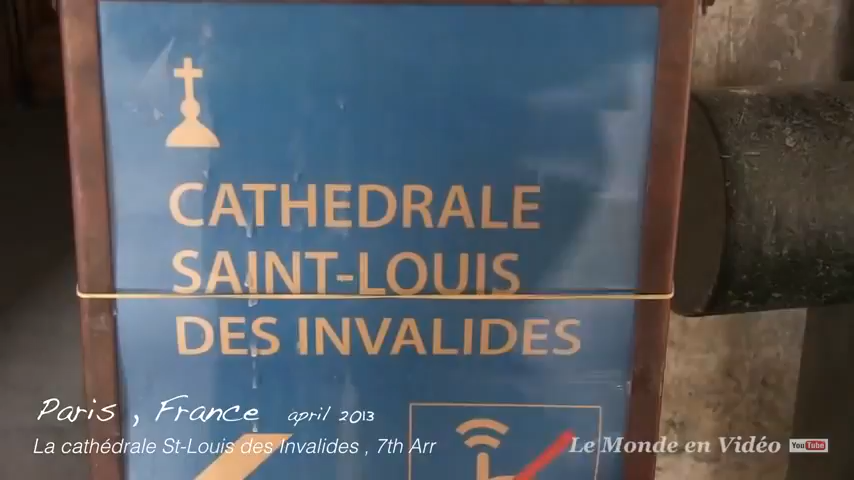 CATHEDRALE
SAINT-LOUIS
DES INVALIDES
Paris , France april 2013
La cathédrale St-Louis des Invalides , 7th Arr
Le Monde en Vidéo YouTube